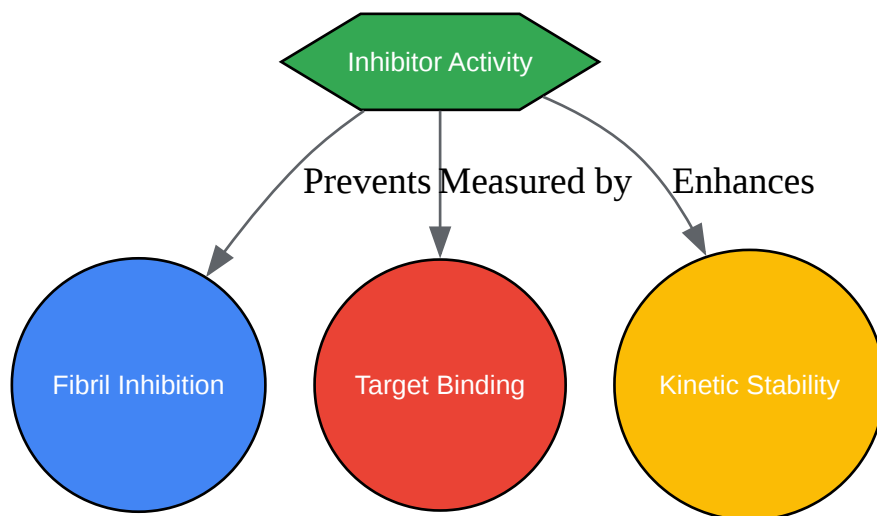 Inhibitor Activity
Prevents
Measured by
Enhances
Fibril Inhibition
Target Binding
Kinetic Stability